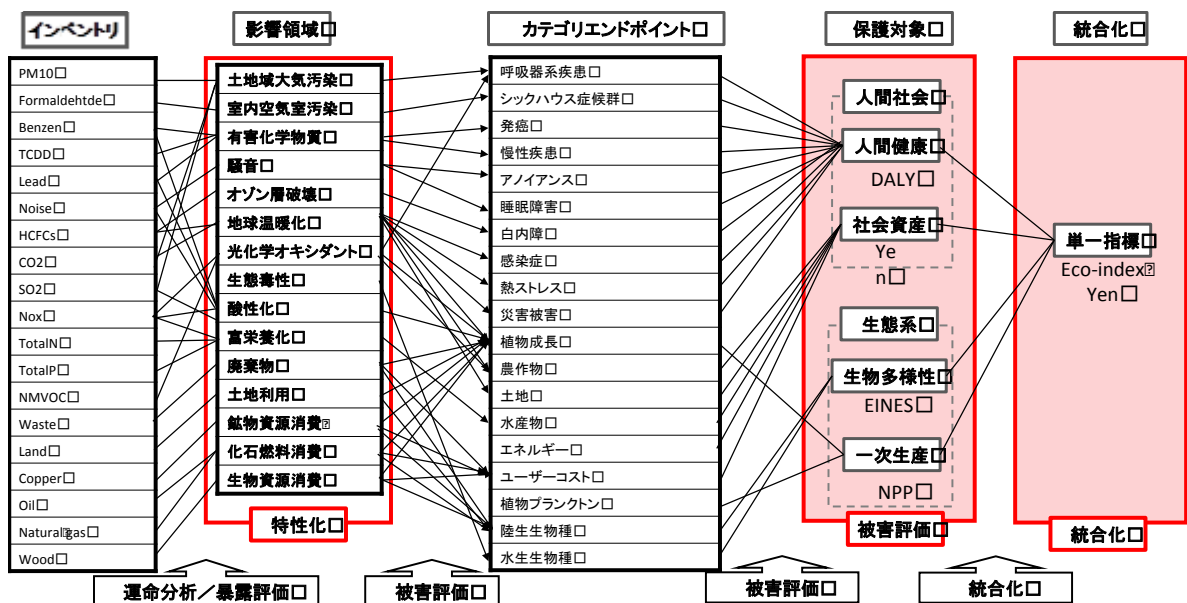 インベントリ
影響領域□
カテゴリエンドポイント□
保護対象□
統合化□
PM10□
Formaldehtde□
Benzen□
TCDD□
Lead□
Noise□
HCFCs□
CO2□
SO2□
Nox□
TotalN□
TotalP□
NMVOC□
Waste□
Land□
Copper□
Oil□
Natural⍰gas□
Wood□
土地域大気汚染□
室内空気室汚染□
有害化学物質□
騒音□
オゾン層破壊□
地球温暖化□
光化学オキシダント□
生態毒性□
酸性化□
富栄養化□
廃棄物□
土地利用□
鉱物資源消費⍰
化石燃料消費□
生物資源消費□
特性化□
呼吸器系疾患□
シックハウス症候群□
発癌□
慢性疾患□
アノイアンス□
睡眠障害□
白内障□
感染症□
熱ストレス□
災害被害□
植物成長□
農作物□
土地□
水産物□
エネルギー□
ユーザーコスト□
植物プランクトン□
陸生生物種□
水生生物種□
人間社会□
人間健康□
DALY□
社会資産□
Ye
n□
生態系□
生物多様性□
EINES□
一次生産□
NPP□
被害評価□
単一指標□
Eco-index⍰
Yen□
統合化□
運命分析／暴露評価□
被害評価□
被害評価□
統合化□